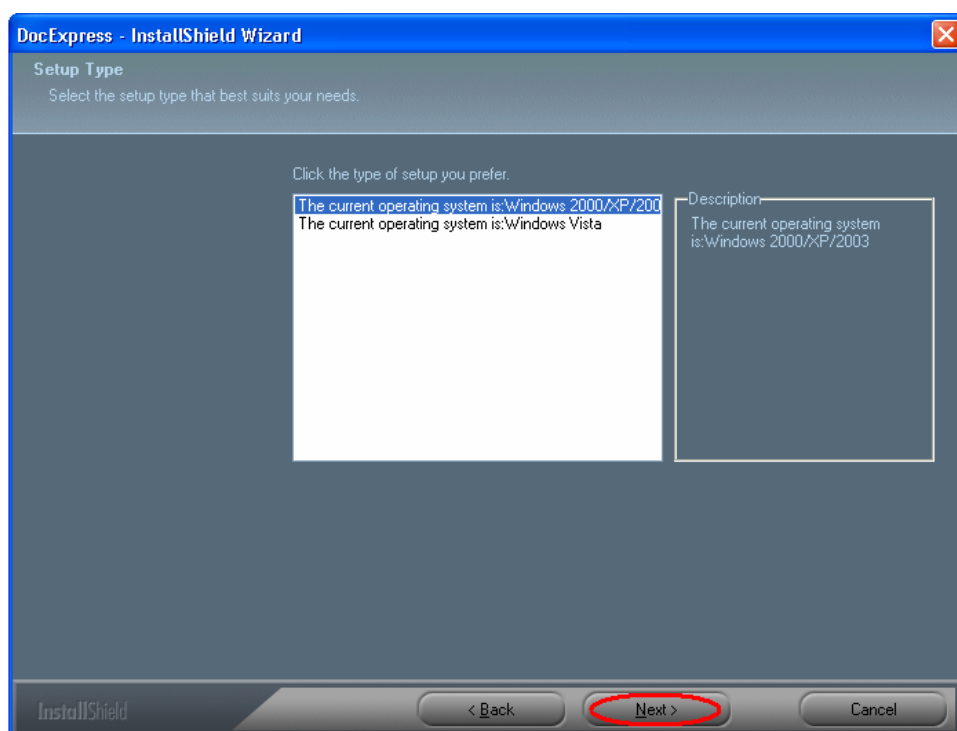 DocExpress - InstallShield Wizard
Setup Type
Select the setup type that best suits your needs.
Click the type of setup you prefer.
The current operating system is:Windows 2000/XP/200
The current operating system is:Windows Vista
Description
The current operating system
is:Windows 2000/XP/2003
InstallShield
< Back
Next >
Cancel